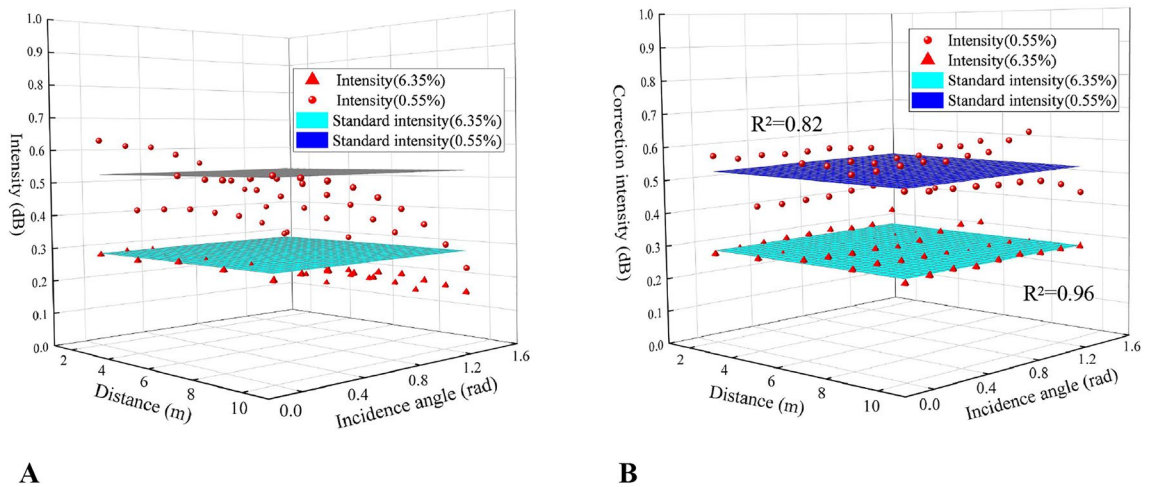 1.0
0.9
0.8
0.7
0.6
0.5
0.4
0.3
0.2
0.1
0.0
Intensity (dB)
Intensity(6.35%)
Intensity(0.55%)
Standard intensity(6.35%)
Standard intensity(0.55%)
2
4
6
8
10
Distance (m)
0.0
0.4
0.8
1.2
1.6
Incidence angle (rad)
A
1.0
0.9
0.8
0.7
0.6
0.5
0.4
0.3
0.2
0.1
0.0
Correction intensity (dB)
Intensity(0.55%)
Intensity(6.35%)
Standard intensity(6.35%)
Standard intensity(0.55%)
R²=0.82
R²=0.96
2
4
6
8
10
Distance (m)
0.0
0.4
0.8
1.2
1.6
Incidence angle (rad)
B